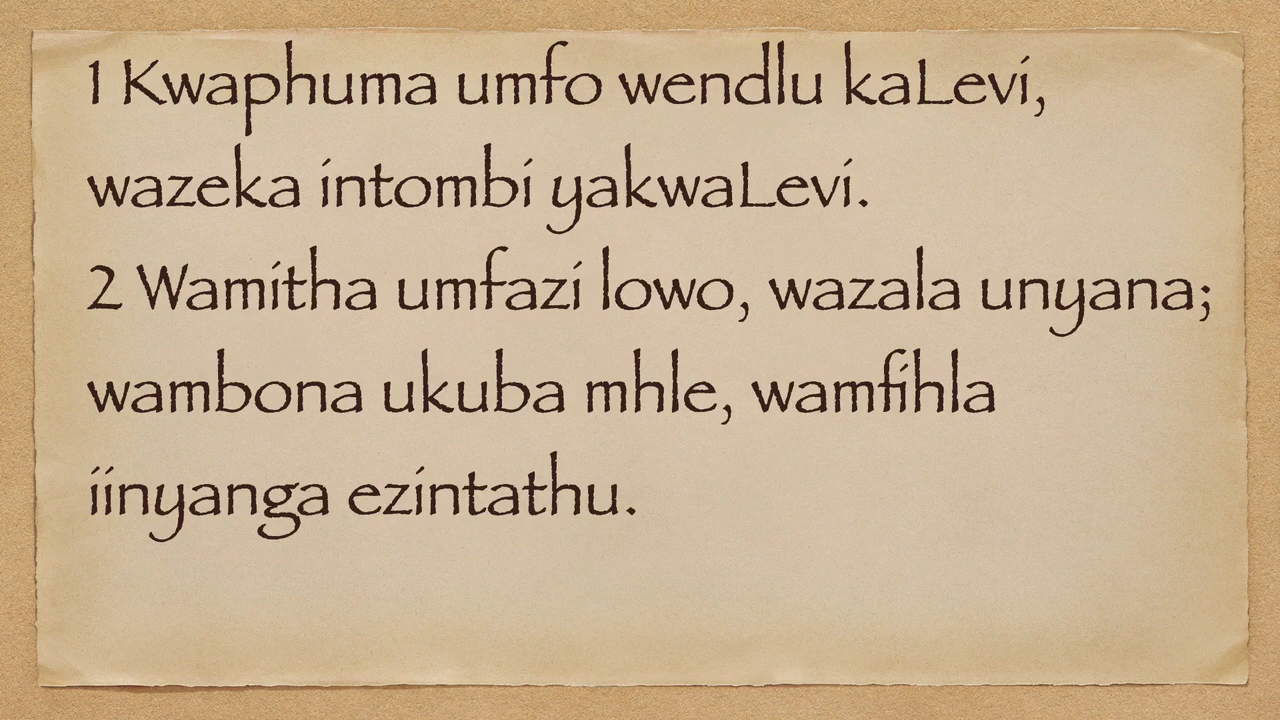 1 Kwaphuma umfo wendlu kaLevi,
wazeka intombi yakwaLevi.
2 Wamitha umfazi lowo, wazala unyana;
wambona ukuba mhle, wamfihla
iinyanga ezintathu.